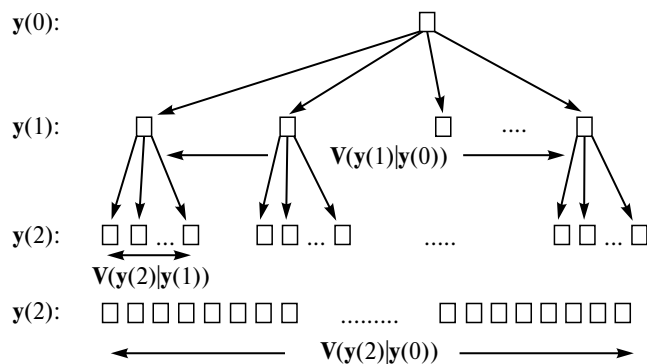 y(0):
y(1):
....
V(y(1)|y(0))
y(2):
...
...
.....
...
V(y(2)|y(1))
y(2):
.........
V(y(2)|y(0))